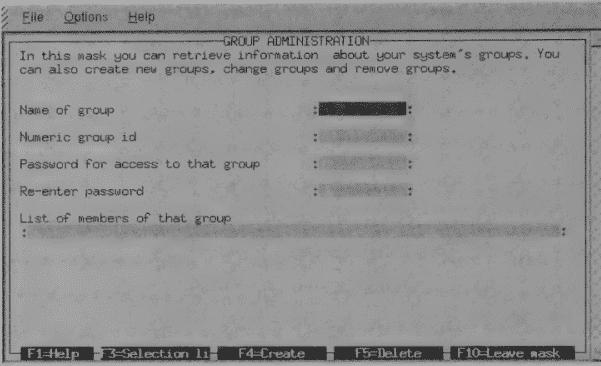 File Options Help
GROUP ADMINISTRATION
In this mask you can retrieve information about your system's groups. You
can also create new groups, change groups and remove groups.
Name of group : :
Numeric group id : :
Password for access to that group : :
Re-enter password : :
List of members of that group
: :
F1=Help F3=Selection li F4=Create F5=Delete F10=Leave mask